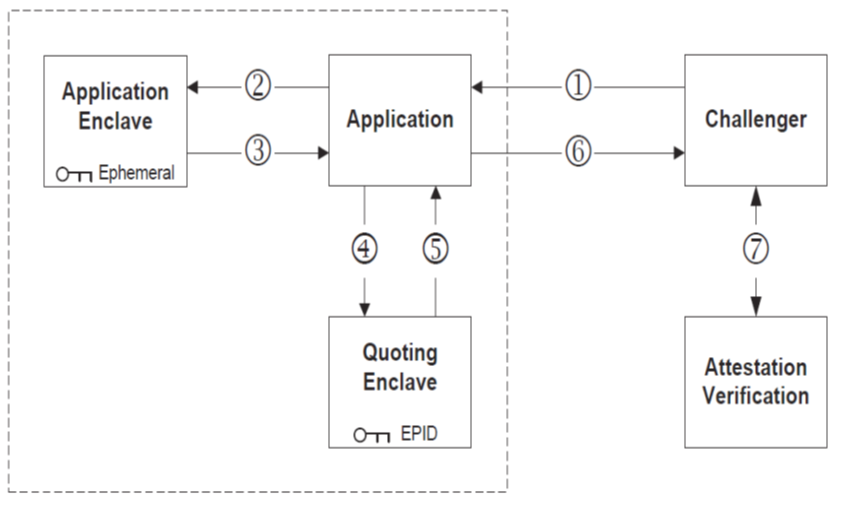 Application
Enclave
Ephemeral
②
③
Application
①
⑥
Challenger
④
⑤
⑦
Quoting
Enclave
EPID
Attestation
Verification